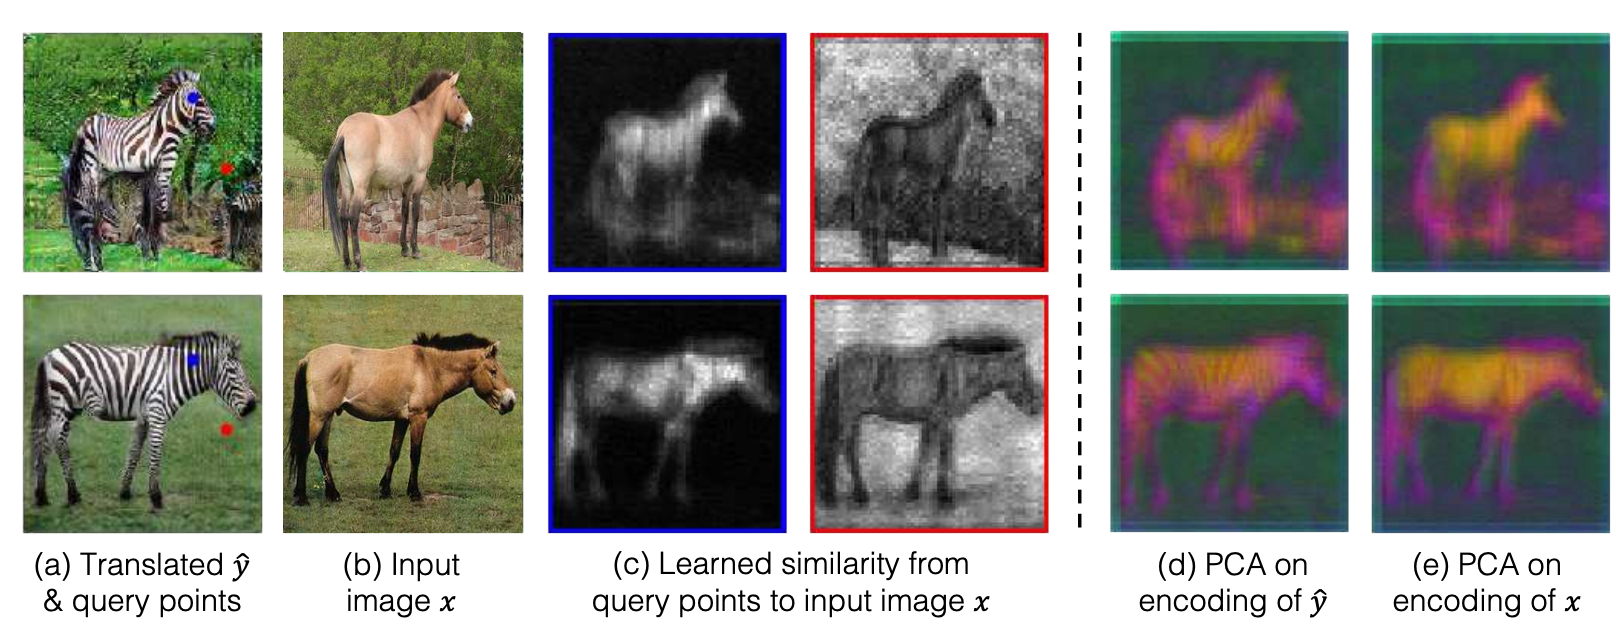 (a) Translated ŷ
& query points
(b) Input
image x
(c) Learned similarity from
query points to input image x
(d) PCA on
encoding of ŷ
(e) PCA on
encoding of x